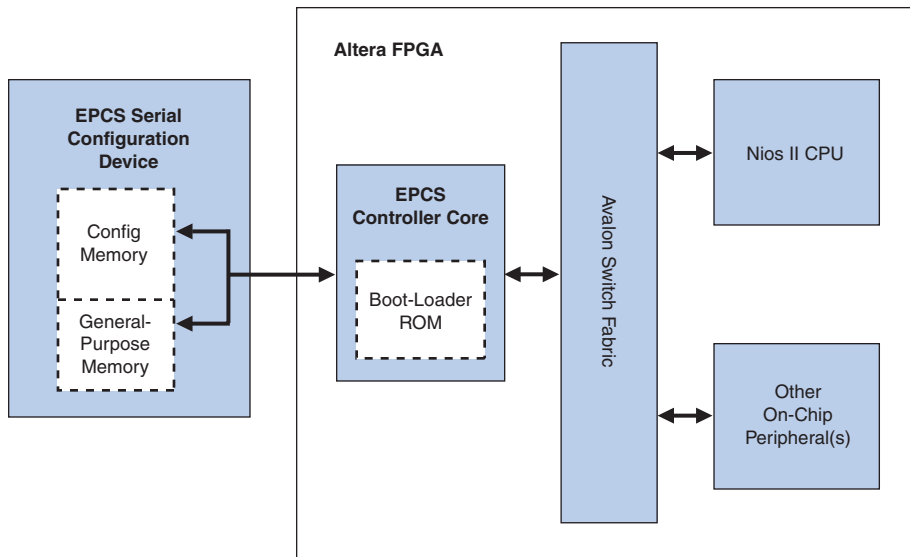 Altera FPGA
EPCS Serial
Configuration
Device
Config
Memory
General-
Purpose
Memory
EPCS
Controller Core
Boot-Loader
ROM
Avalon Switch Fabric
Nios II CPU
Other
On-Chip
Peripheral(s)